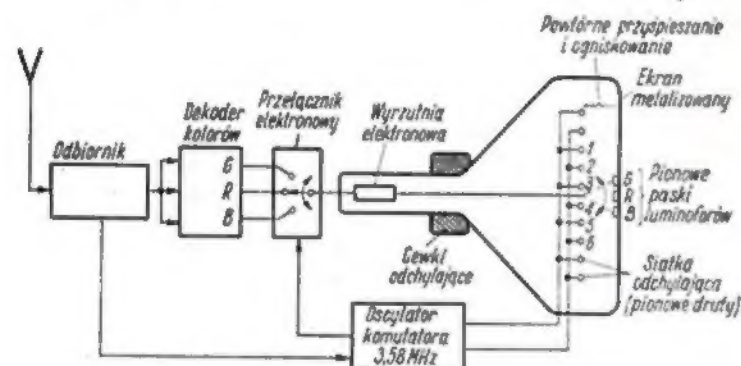 Powtórne przyśpieszanie
i ogniskowanie
Ekran
metalizowany
Przełącznik
elektronowy
Dekoder
kolorów
Wyrzutnia
elektronowa
Odbiornik
G
R
B
1
2
3
4
5
6
G
R
B
Pionowe
paski
luminoforów
Cewki
odchylające
Siatka
odchylająca
(pionowe druty)
Oscylator
komutatora
3,58 MHz